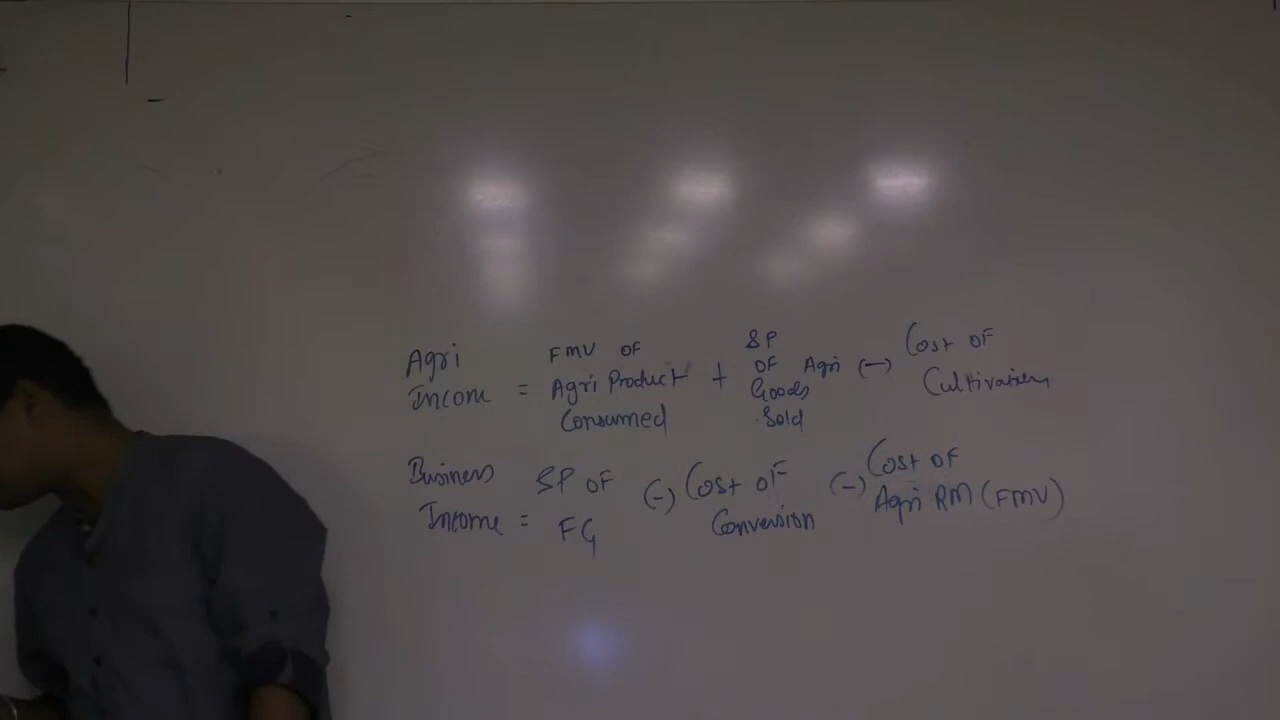 Agri Income = FMV OF Agri Product Consumed + SP OF Agri Goods Sold (-) Cost OF Cultivation
Business Income = SP OF FG (-) Cost OF Conversion (-) Cost OF Agri RM (FMV)